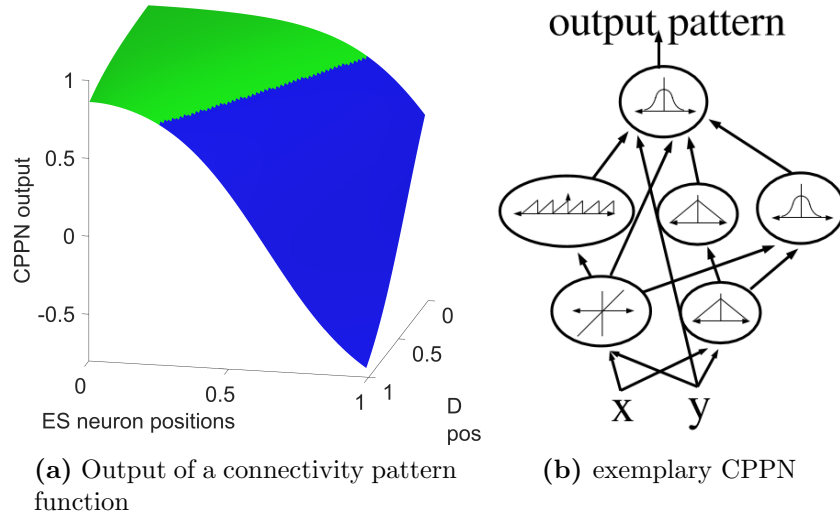 output pattern
1
0.5
0
-0.5
CPPN output
0
0.5
1
ES neuron positions
0
0.5
1
D
pos
x y
(a) Output of a connectivity pattern
function
(b) exemplary CPPN